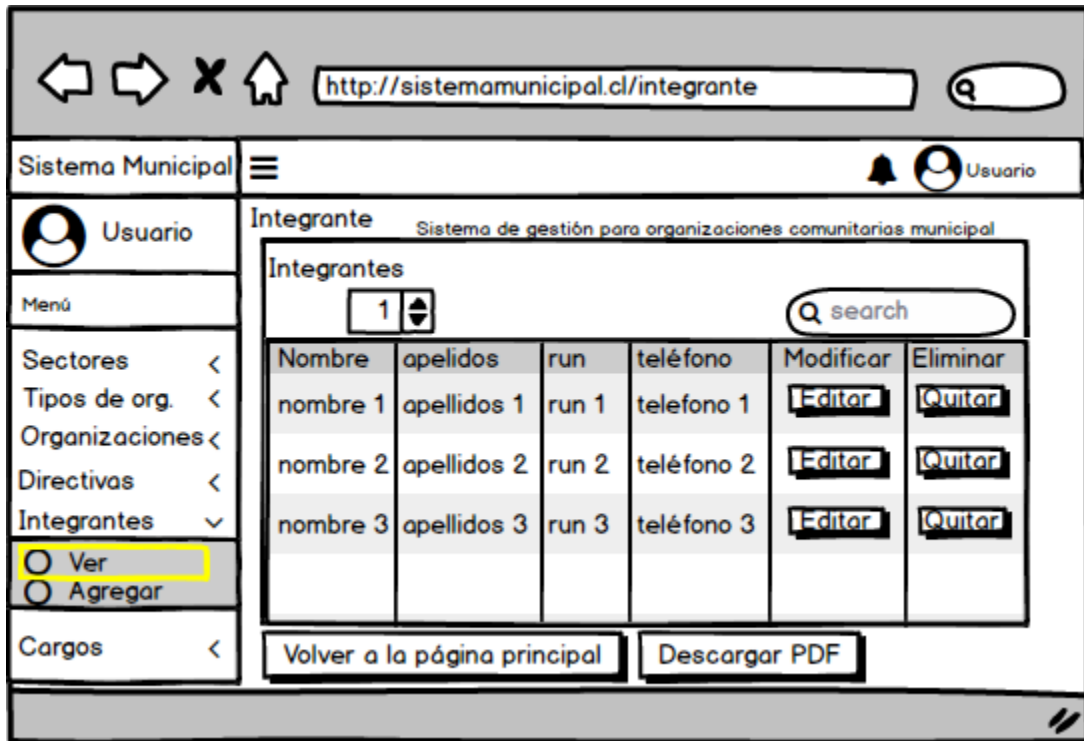 http://sistemamunicipal.cl/integrante
Sistema Municipal
Usuario
Usuario
Menú
Sectores
Tipos de org.
Organizaciones
Directivas
Integrantes
Ver
Agregar
Cargos
Integrante
Sistema de gestión para organizaciones comunitarias municipal
Integrantes
1
search
Nombre apelidos run teléfono Modificar Eliminar
nombre 1 apellidos 1 run 1 telefono 1 Editar Quitar
nombre 2 apellidos 2 run 2 teléfono 2 Editar Quitar
nombre 3 apellidos 3 run 3 teléfono 3 Editar Quitar
Volver a la página principal
Descargar PDF